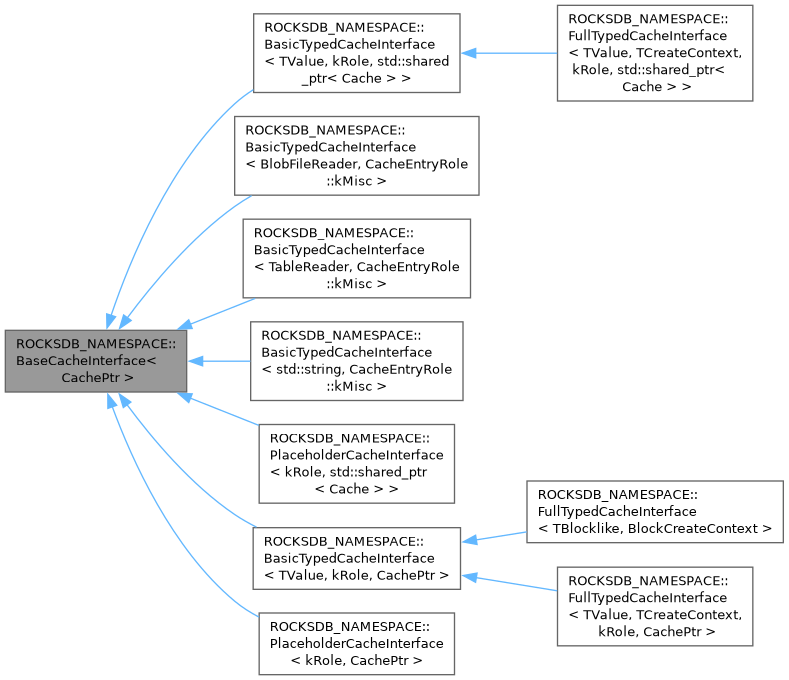 ROCKSDB_NAMESPACE::
BasicTypedCacheInterface
< TValue, kRole, std::shared
_ptr< Cache > >
ROCKSDB_NAMESPACE::
FullTypedCacheInterface
< TValue, TCreateContext,
kRole, std::shared_ptr<
Cache > >
ROCKSDB_NAMESPACE::
BasicTypedCacheInterface
< BlobFileReader, CacheEntryRole
::kMisc >
ROCKSDB_NAMESPACE::
BasicTypedCacheInterface
< TableReader, CacheEntryRole
::kMisc >
ROCKSDB_NAMESPACE::
BaseCacheInterface<
CachePtr >
ROCKSDB_NAMESPACE::
BasicTypedCacheInterface
< std::string, CacheEntryRole
::kMisc >
ROCKSDB_NAMESPACE::
PlaceholderCacheInterface
< kRole, std::shared_ptr
< Cache > >
ROCKSDB_NAMESPACE::
BasicTypedCacheInterface
< TValue, kRole, CachePtr >
ROCKSDB_NAMESPACE::
FullTypedCacheInterface
< TBlocklike, BlockCreateContext >
ROCKSDB_NAMESPACE::
FullTypedCacheInterface
< TValue, TCreateContext,
kRole, CachePtr >
ROCKSDB_NAMESPACE::
PlaceholderCacheInterface
< kRole, CachePtr >